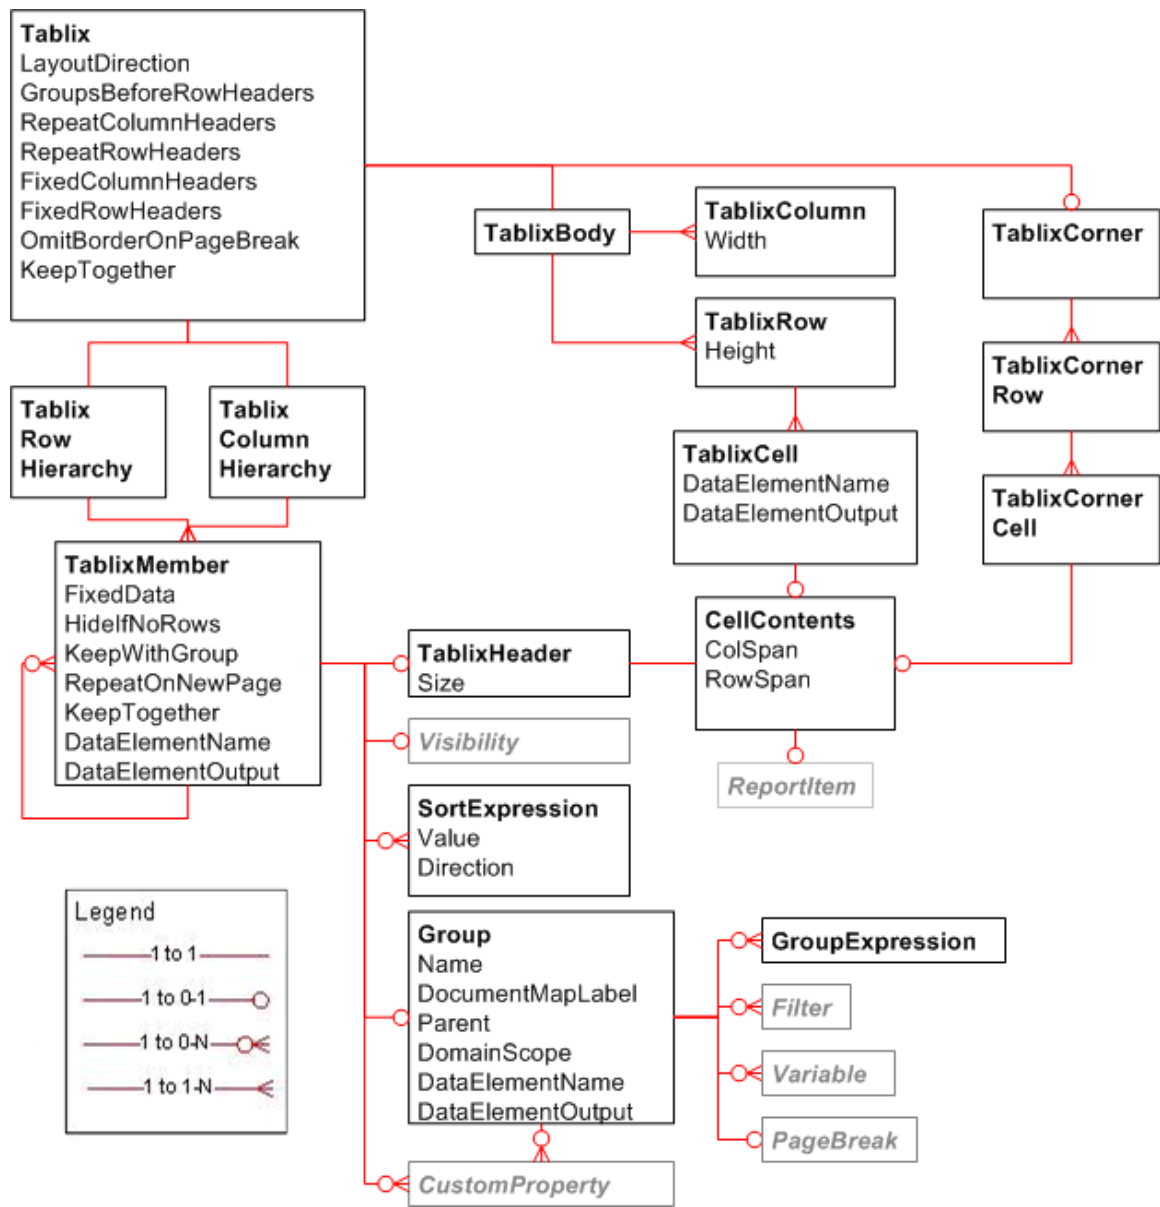 Tablix
LayoutDirection
GroupsBeforeRowHeaders
RepeatColumnHeaders
RepeatRowHeaders
FixedColumnHeaders
FixedRowHeaders
OmitBorderOnPageBreak
KeepTogether
TablixBody
TablixColumn
Width
TablixCorner
TablixRow
Height
TablixCorner
Row
Tablix
Row
Hierarchy
Tablix
Column
Hierarchy
TablixCell
DataElementName
DataElementOutput
TablixCorner
Cell
TablixMember
FixedData
HideIfNoRows
KeepWithGroup
RepeatOnNewPage
KeepTogether
DataElementName
DataElementOutput
TablixHeader
Size
CellContents
ColSpan
RowSpan
Visibility
ReportItem
SortExpression
Value
Direction
Legend
1 to 1
1 to 0-1
1 to 0-N
1 to 1-N
Group
Name
DocumentMapLabel
Parent
DomainScope
DataElementName
DataElementOutput
GroupExpression
Filter
Variable
PageBreak
CustomProperty